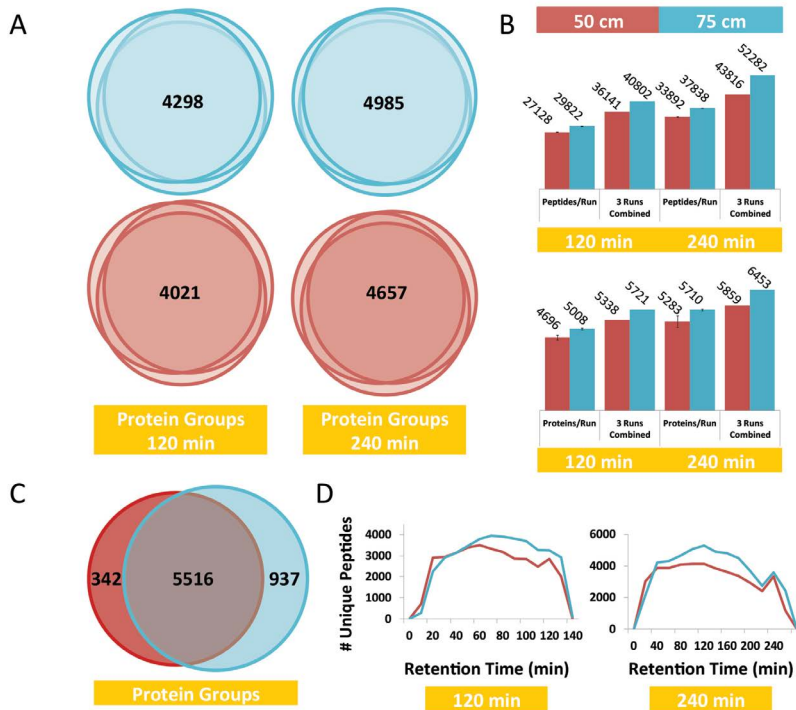 A
4298
4985
4021
4657
Protein Groups
120 min
Protein Groups
240 min
B
50 cm
75 cm
27128
29822
36141
40802
33892
37838
43816
52282
Peptides/Run
3 Runs
Combined
Peptides/Run
3 Runs
Combined
120 min
240 min
4696
5008
5338
5721
5283
5710
5859
6453
Proteins/Run
3 Runs
Combined
Proteins/Run
3 Runs
Combined
120 min
240 min
C
342
5516
937
Protein Groups
D
# Unique Peptides
4000
3000
2000
1000
0
0 20 40 60 80 100 120 140
Retention Time (min)
120 min
6000
4000
2000
0
0 40 80 120 160 200 240
Retention Time (min)
240 min